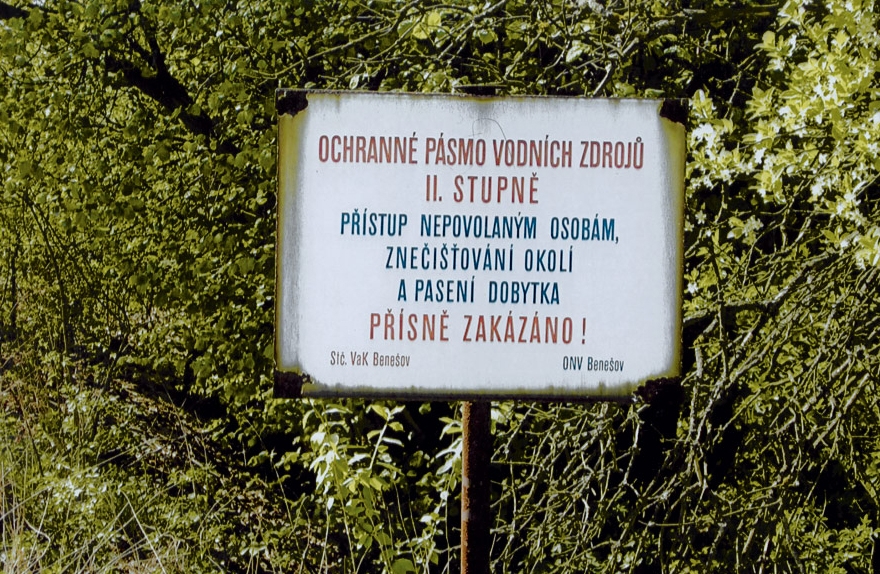 OCHRANNÉ PÁSMO VODNÍCH ZDROJŮ
II. STUPNĚ
PŘÍSTUP NEPOVOLANÝM OSOBÁM,
ZNEČIŠŤOVÁNÍ OKOLÍ
A PASENÍ DOBYTKA
PŘÍSNĚ ZAKÁZÁNO!
Stč. VaK Benešov ONV Benešov